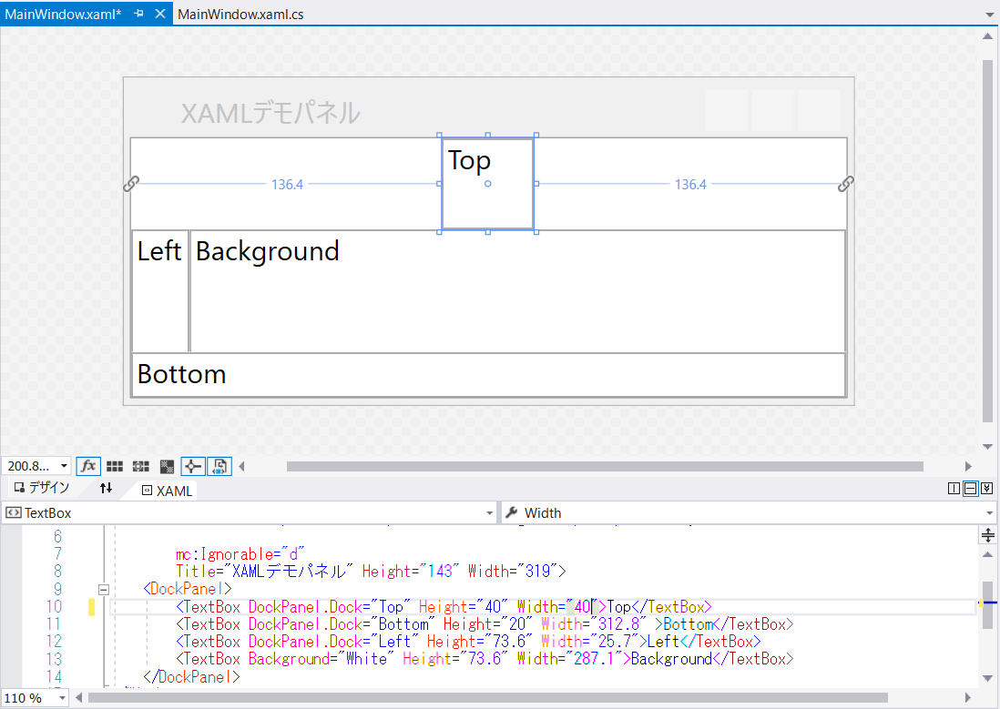 MainWindow.xaml* MainWindow.xaml.cs
XAMLデモパネル
Top
136.4 136.4
Left Background
Bottom
200.8... fx
デザイン XAML
TextBox Width
6
7 mc:Ignorable="d"
8 Title="XAMLデモパネル" Height="143" Width="319">
9 <DockPanel>
10 <TextBox DockPanel.Dock="Top" Height="40" Width="40">Top</TextBox>
11 <TextBox DockPanel.Dock="Bottom" Height="20" Width="312.8" >Bottom</TextBox>
12 <TextBox DockPanel.Dock="Left" Height="73.6" Width="25.7">Left</TextBox>
13 <TextBox Background="White" Height="73.6" Width="287.1">Background</TextBox>
14 </DockPanel>
110 %